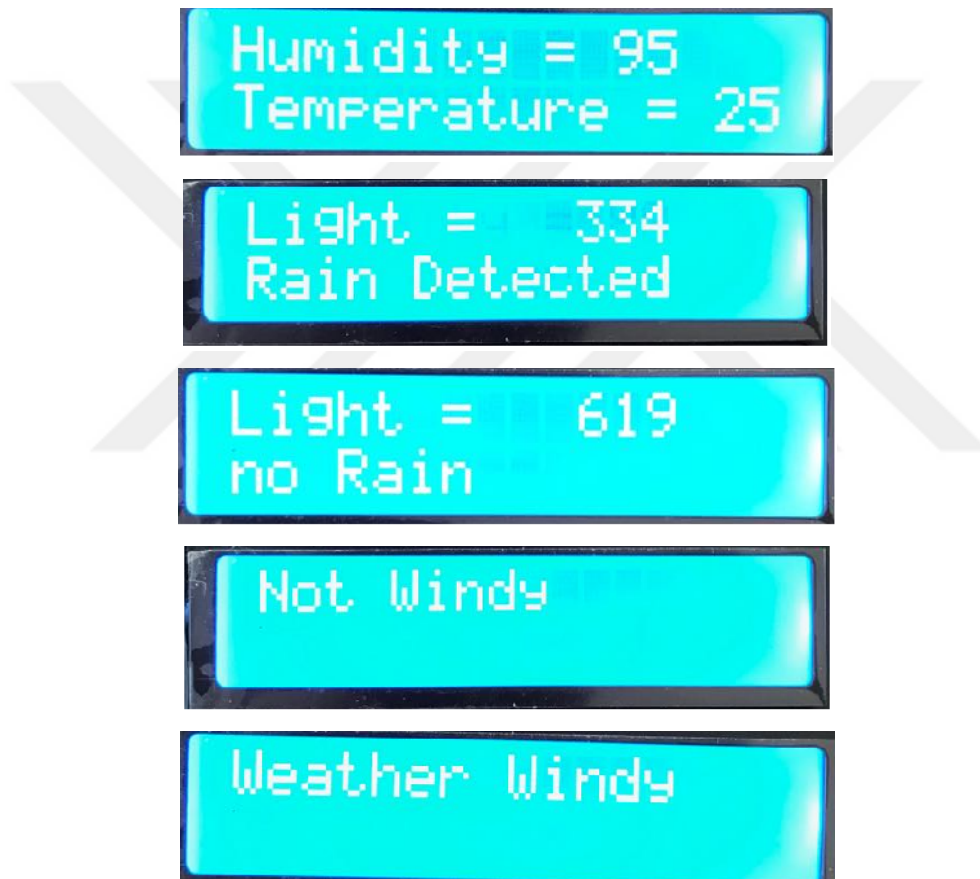 Humidity = 95
Temperature = 25
Light = 334
Rain Detected
Light = 619
no Rain
Not Windy
Weather Windy